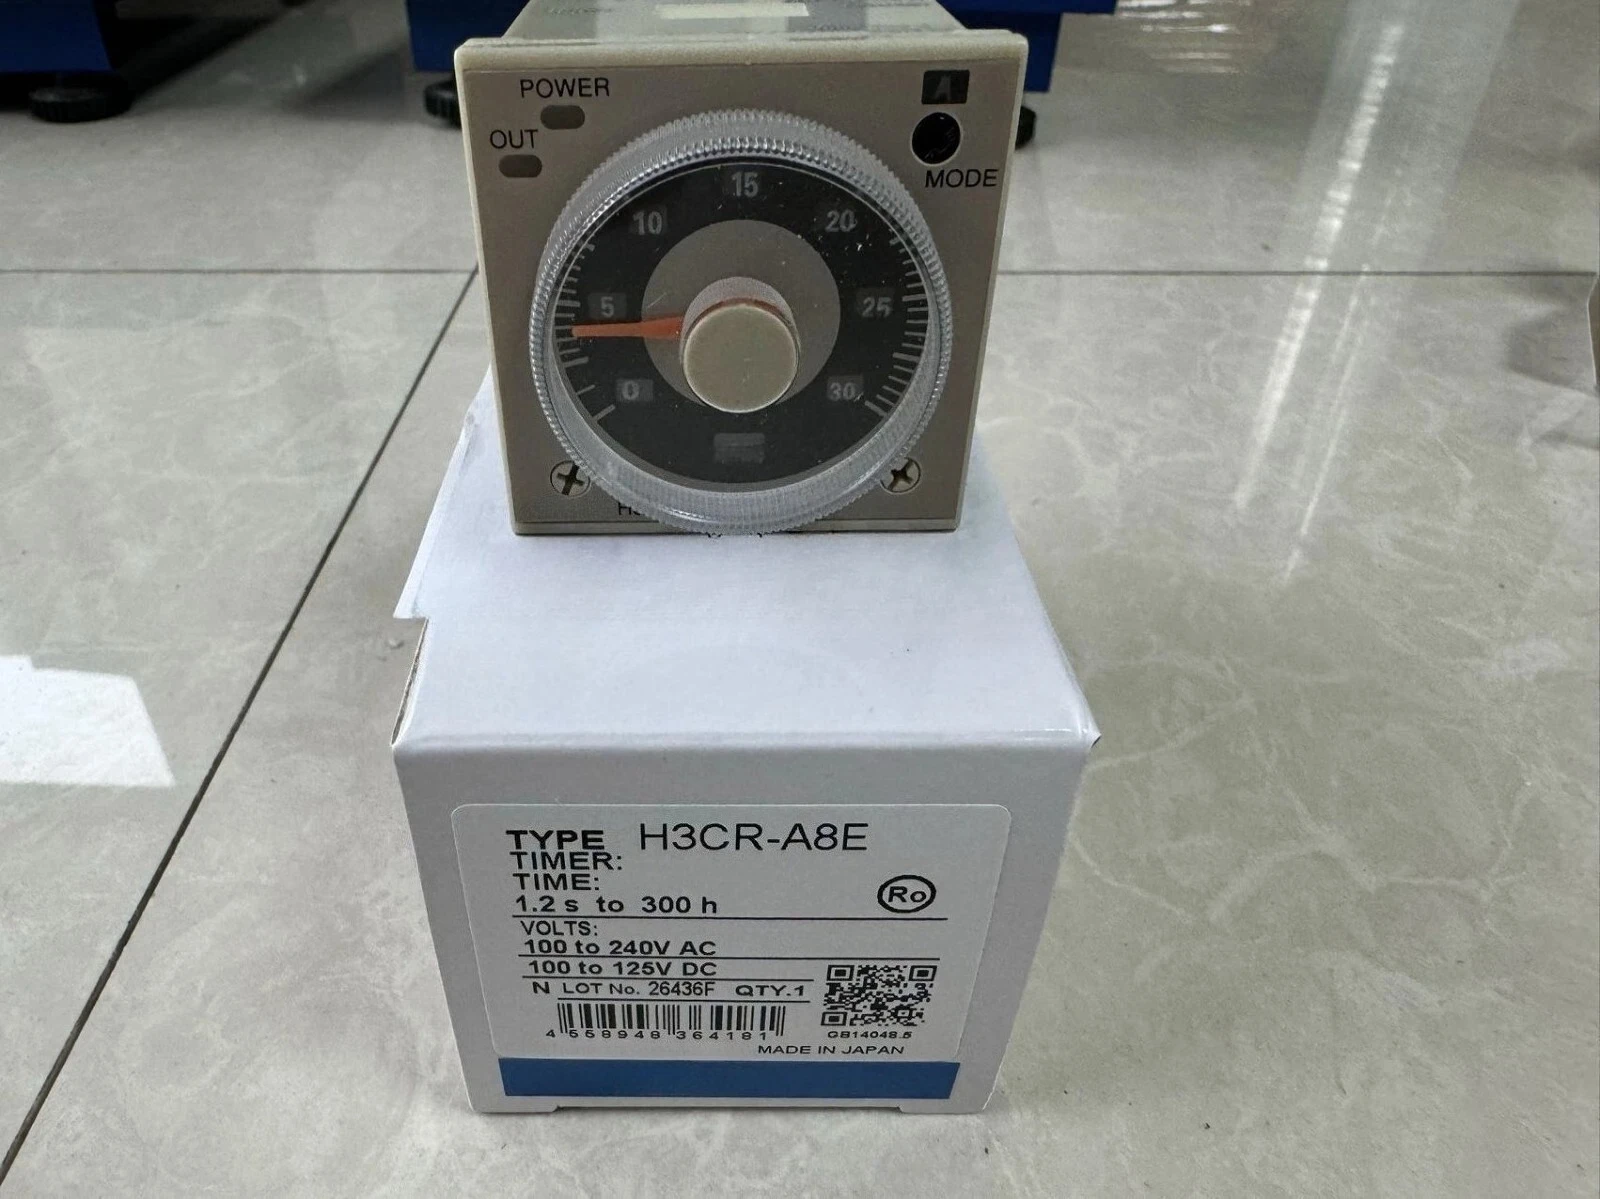 POWER
OUT
A
MODE
15
10
20
5
25
0
30
TYPE H3CR-A8E
TIMER:
TIME:
1.2 s to 300 h
Ro
VOLTS:
100 to 240V AC
100 to 125V DC
N LOT No. 26436F QTY.1
4 558948 364181
GB14048.5
MADE IN JAPAN